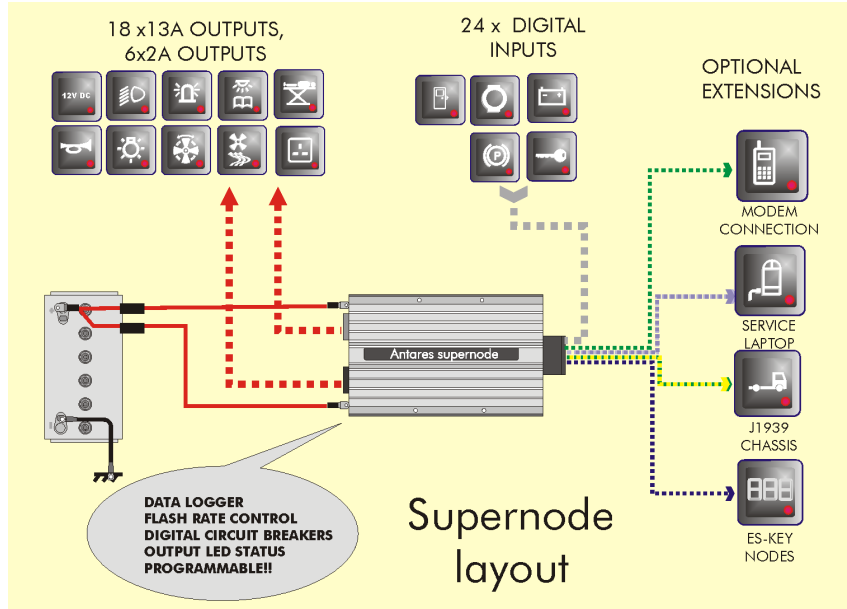 18 x13A OUTPUTS,
6x2A OUTPUTS
24 x DIGITAL
INPUTS
OPTIONAL
EXTENSIONS
12V DC
P
MODEM
CONNECTION
SERVICE
LAPTOP
J1939
CHASSIS
888
ES-KEY
NODES
Antares supernode
DATA LOGGER
FLASH RATE CONTROL
DIGITAL CIRCUIT BREAKERS
OUTPUT LED STATUS
PROGRAMMABLE!!
Supernode
layout